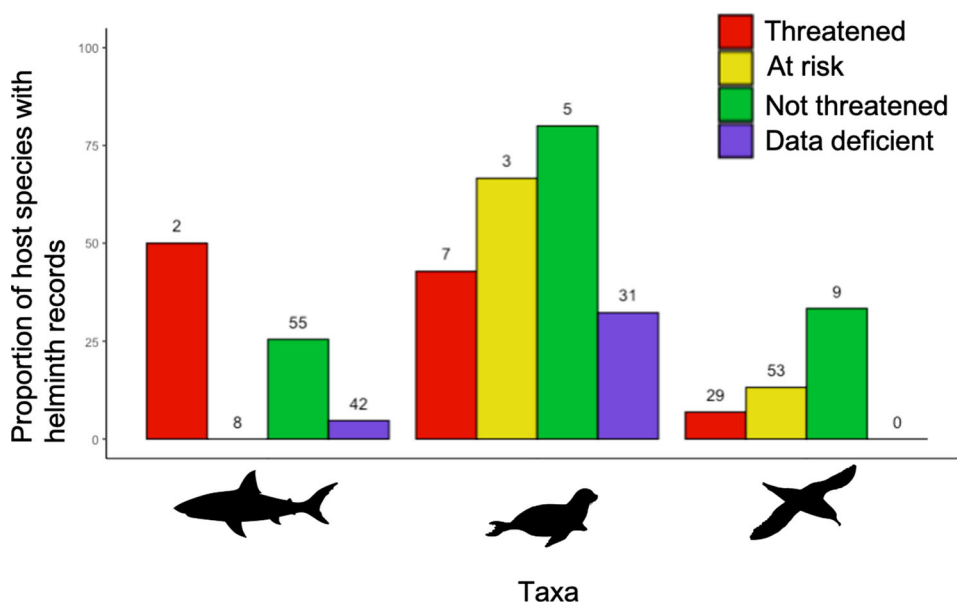 Proportion of host species with
helminth records
100
75
50
25
0
2
8
55
42
7
3
5
31
29
53
9
0
Threatened
At risk
Not threatened
Data deficient
Taxa